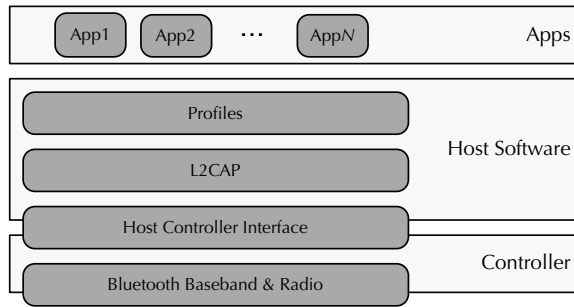 App1 App2 ... AppN Apps
Profiles
Host Software
L2CAP
Host Controller Interface
Controller
Bluetooth Baseband & Radio